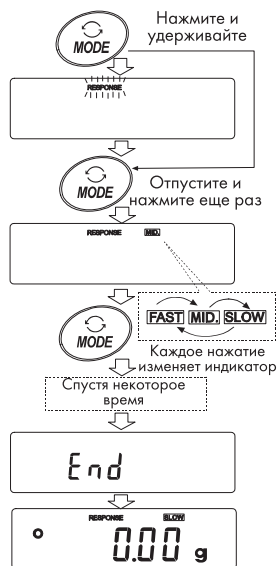 Нажмите и
удерживайте
MODE
RESPONSE
MODE
Отпустите и
нажмите еще раз
RESPONSE MID.
FAST MID. SLOW
MODE
Каждое нажатие
изменяет индикатор
Спустя некоторое
время
End
RESPONSE SLOW
o 0.00 g